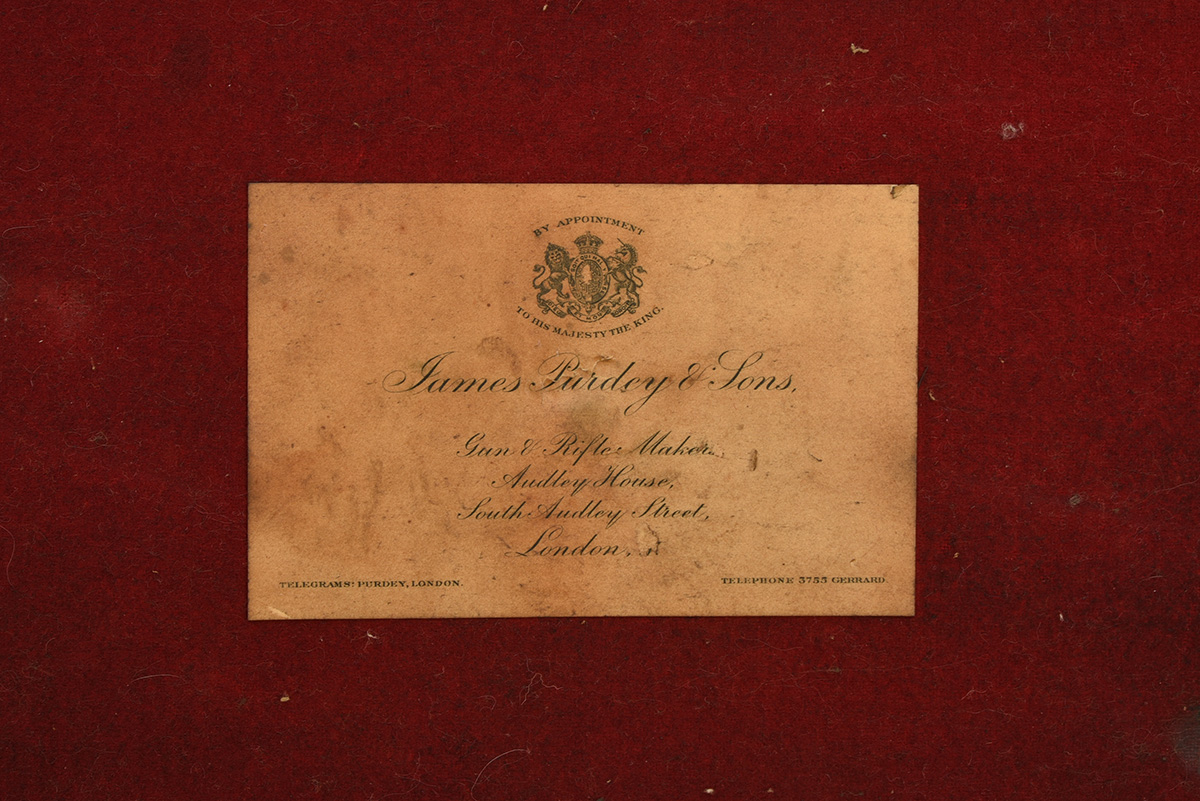 BY APPOINTMENT
TO HIS MAJESTY THE KING.
James Purdey & Sons,
Gun & Rifle Makers
Audley House,
South Audley Street,
London,
TELEGRAMS: PURDEY, LONDON.
TELEPHONE 3755 GERRARD